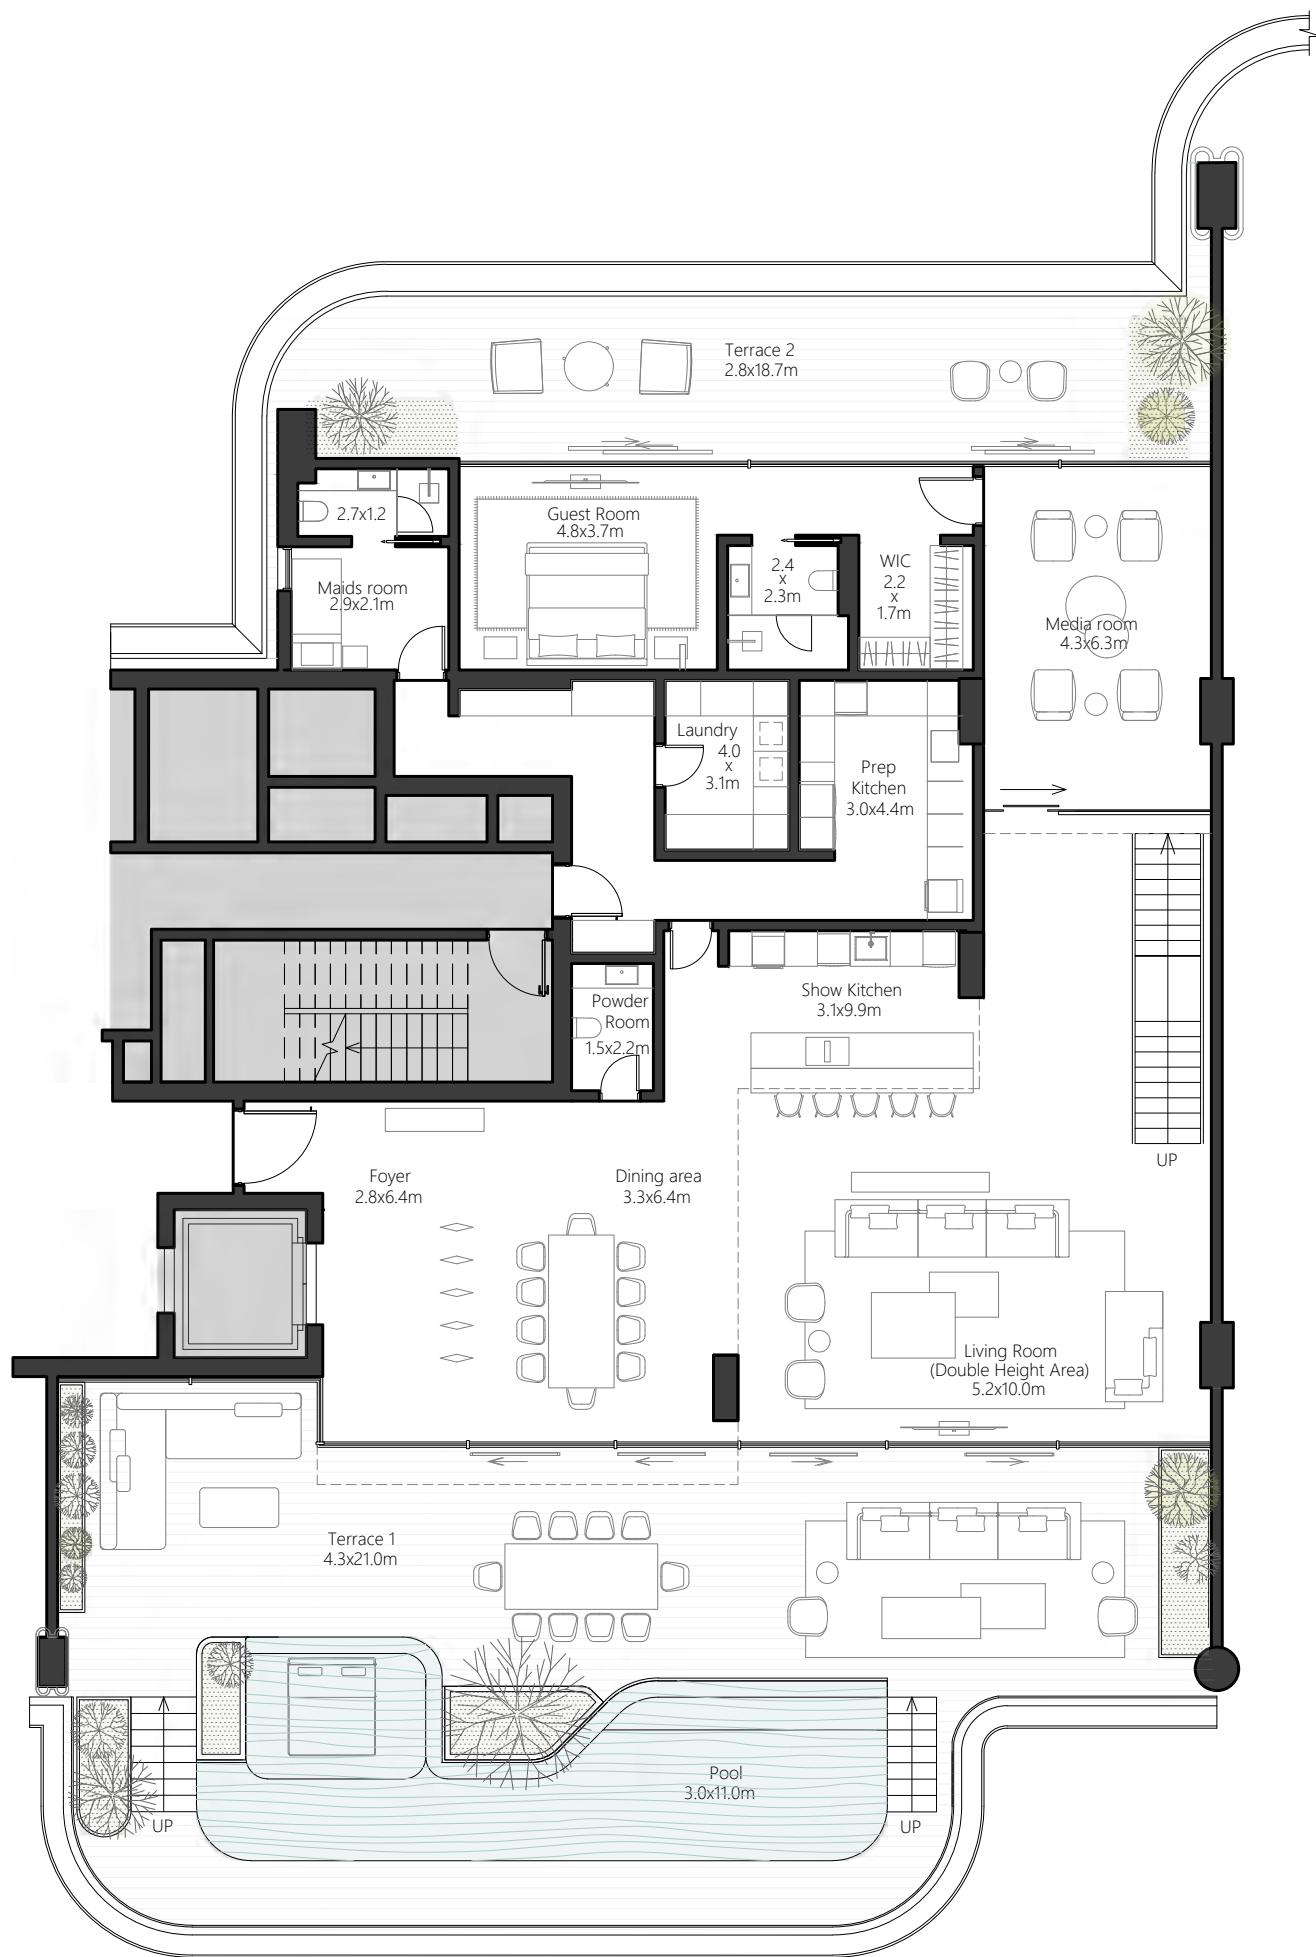 Terrace 2
2.8x18.7m
2.7x1.2
Guest Room
4.8x3.7m
Maids room
2.9x2.1m
2.4
x
2.3m
WIC
2.2
x
1.7m
Media room
4.3x6.3m
Laundry
4.0
x
3.1m
Prep
Kitchen
3.0x4.4m
Show Kitchen
3.1x9.9m
Powder
Room
1.5x2.2m
UP
Foyer
2.8x6.4m
Dining area
3.3x6.4m
Living Room
(Double Height Area)
5.2x10.0m
Terrace 1
4.3x21.0m
Pool
3.0x11.0m
UP
UP